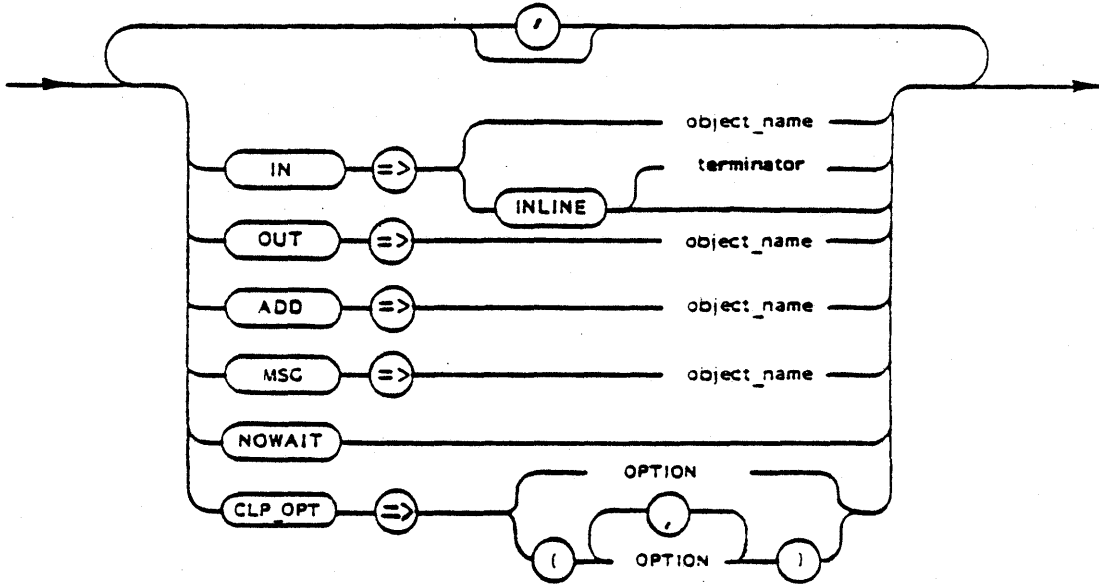 ,
object_name
IN => terminator
INLINE
OUT => object_name
ADD => object_name
MSG => object_name
NOWAIT
OPTION
CLP_OPT => ,
( OPTION )